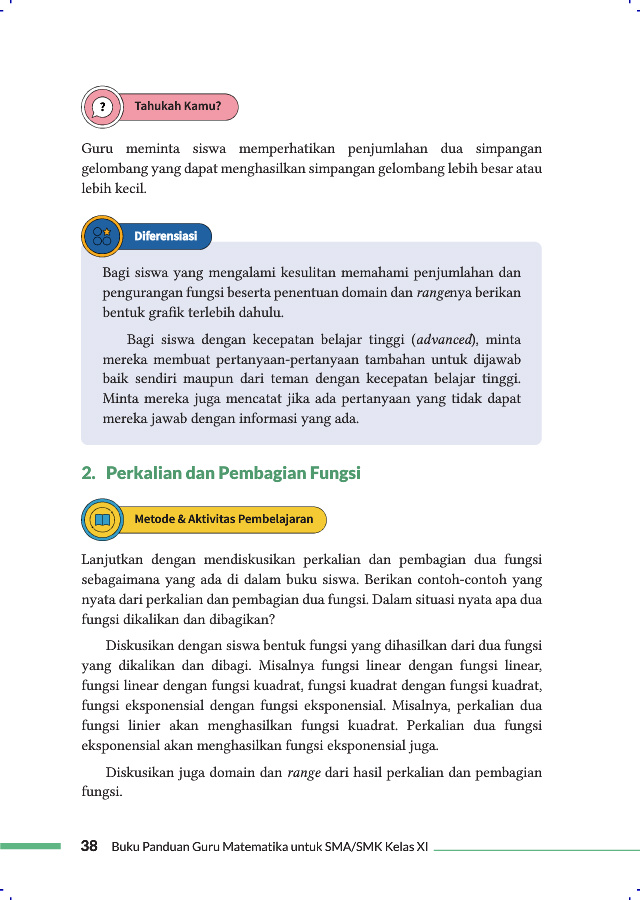 ?
Tahukah Kamu?
Guru meminta siswa memperhatikan penjumlahan dua simpangan
gelombang yang dapat menghasilkan simpangan gelombang lebih besar atau
lebih kecil.
Diferensiasi
Bagi siswa yang mengalami kesulitan memahami penjumlahan dan
pengurangan fungsi beserta penentuan domain dan rangenya berikan
bentuk grafik terlebih dahulu.
Bagi siswa dengan kecepatan belajar tinggi (advanced), minta
mereka membuat pertanyaan-pertanyaan tambahan untuk dijawab
baik sendiri maupun dari teman dengan kecepatan belajar tinggi.
Minta mereka juga mencatat jika ada pertanyaan yang tidak dapat
mereka jawab dengan informasi yang ada.
2. Perkalian dan Pembagian Fungsi
Metode & Aktivitas Pembelajaran
Lanjutkan dengan mendiskusikan perkalian dan pembagian dua fungsi
sebagaimana yang ada di dalam buku siswa. Berikan contoh-contoh yang
nyata dari perkalian dan pembagian dua fungsi. Dalam situasi nyata apa dua
fungsi dikalikan dan dibagikan?
Diskusikan dengan siswa bentuk fungsi yang dihasilkan dari dua fungsi
yang dikalikan dan dibagi. Misalnya fungsi linear dengan fungsi linear,
fungsi linear dengan fungsi kuadrat, fungsi kuadrat dengan fungsi kuadrat,
fungsi eksponensial dengan fungsi eksponensial. Misalnya, perkalian dua
fungsi linier akan menghasilkan fungsi kuadrat. Perkalian dua fungsi
eksponensial akan menghasilkan fungsi eksponensial juga.
Diskusikan juga domain dan range dari hasil perkalian dan pembagian
fungsi.
38 Buku Panduan Guru Matematika untuk SMA/SMK Kelas XI